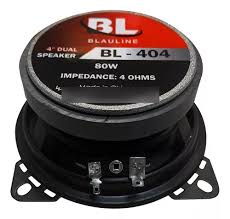 BL
BLAULINE
4" DUAL
SPEAKER
BL - 404
80W
IMPEDANCE: 4 OHMS